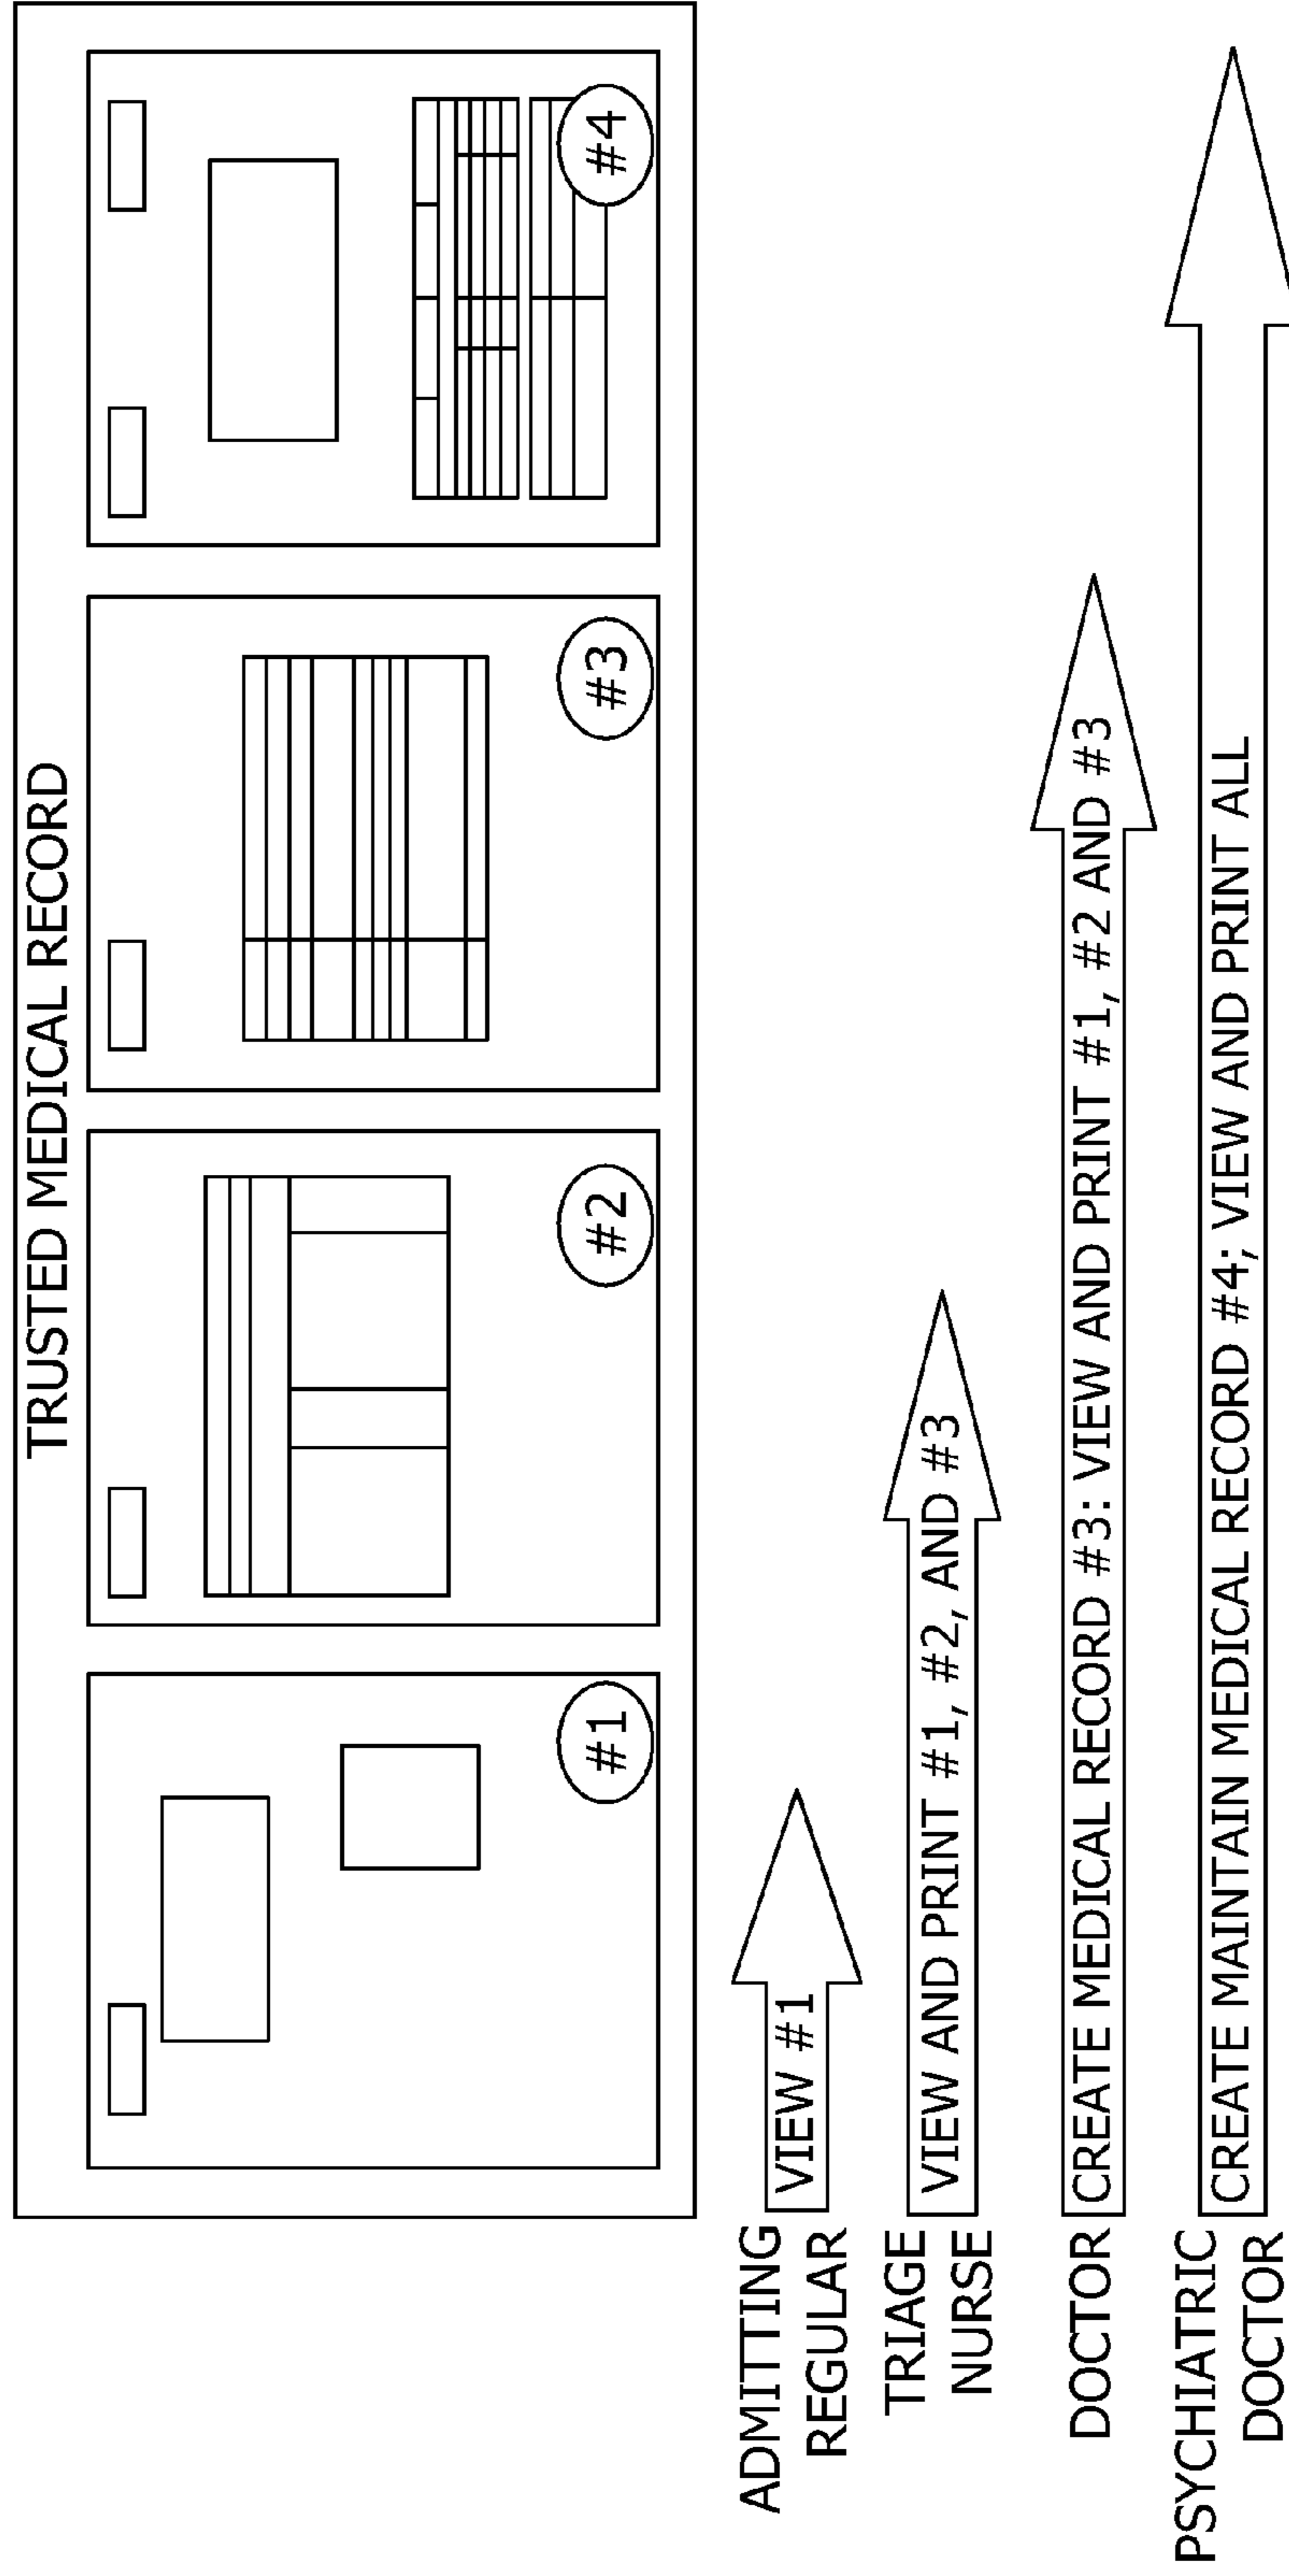 TRUSTED MEDICAL RECORD
#1
#2
#3
#4
ADMITTING
REGULAR
VIEW #1
TRIAGE
NURSE
VIEW AND PRINT #1, #2, AND #3
DOCTOR
CREATE MEDICAL RECORD #3: VIEW AND PRINT #1, #2 AND #3
PSYCHIATRIC
DOCTOR
CREATE MAINTAIN MEDICAL RECORD #4; VIEW AND PRINT ALL